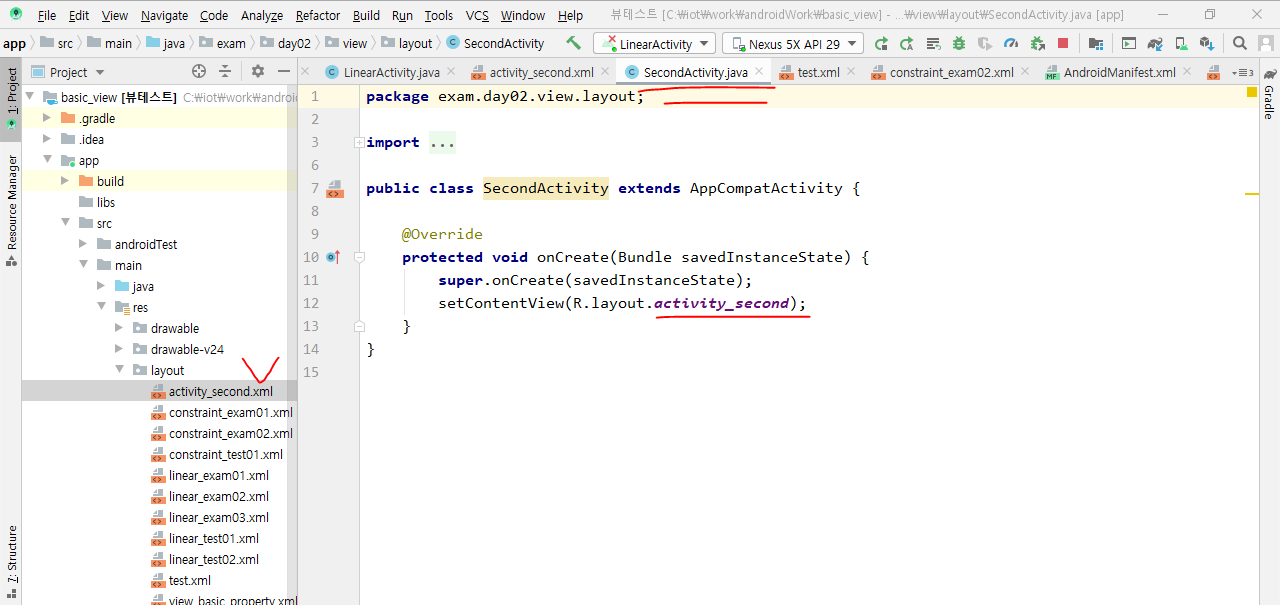 File Edit View Navigate Code Analyze Refactor Build Run Tools VCS Window Help 뷰테스트 [C:₩iot₩work₩androidWork₩basic_view] - ...₩view₩layout₩SecondActivity.java [app]
app src main java exam day02 view layout SecondActivity LinearActivity Nexus 5X API 29
Project LinearActivity.java activity_second.xml SecondActivity.java test.xml constraint_exam02.xml AndroidManifest.xml
1: Project
Resource Manager
7: Structure
Gradle
basic_view [뷰테스트] C:₩iot₩work₩androi
.gradle
.idea
app
build
libs
src
androidTest
main
java
res
drawable
drawable-v24
layout
activity_second.xml
constraint_exam01.xml
constraint_exam02.xml
constraint_test01.xml
linear_exam01.xml
linear_exam02.xml
linear_exam03.xml
linear_test01.xml
linear_test02.xml
test.xml
view_basic_property.xml
1 package exam.day02.view.layout;
2
3 import ...
6
7 public class SecondActivity extends AppCompatActivity {
8
9 @Override
10 protected void onCreate(Bundle savedInstanceState) {
11 super.onCreate(savedInstanceState);
12 setContentView(R.layout.activity_second);
13 }
14 }
15